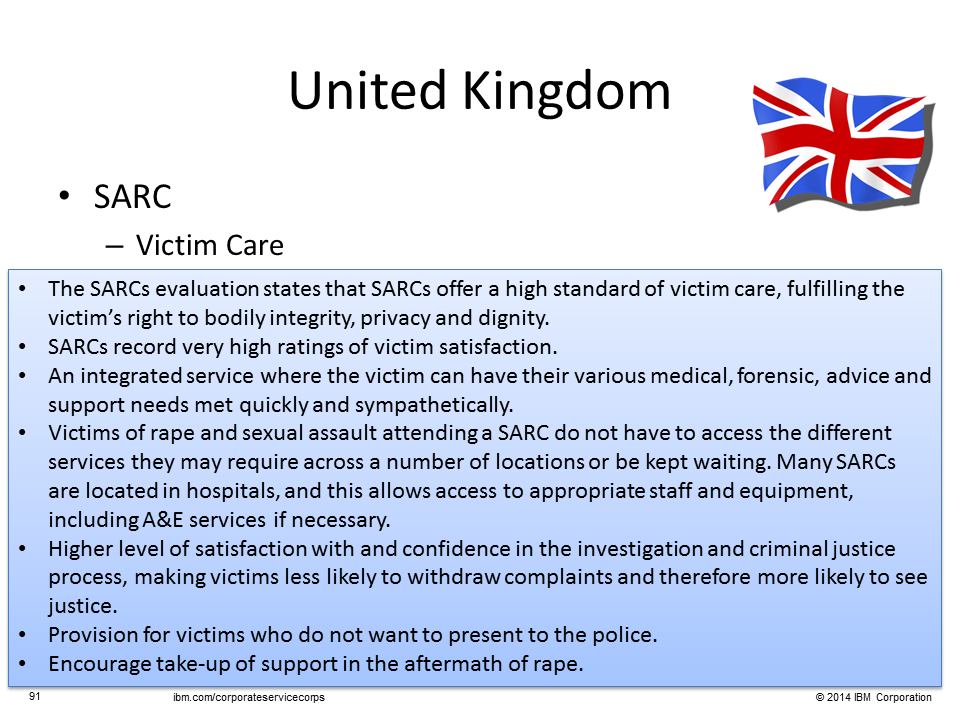 United Kingdom
• SARC
– Victim Care
• The SARCs evaluation states that SARCs offer a high standard of victim care, fulfilling the
victim’s right to bodily integrity, privacy and dignity.
• SARCs record very high ratings of victim satisfaction.
• An integrated service where the victim can have their various medical, forensic, advice and
support needs met quickly and sympathetically.
• Victims of rape and sexual assault attending a SARC do not have to access the different
services they may require across a number of locations or be kept waiting. Many SARCs
are located in hospitals, and this allows access to appropriate staff and equipment,
including A&E services if necessary.
• Higher level of satisfaction with and confidence in the investigation and criminal justice
process, making victims less likely to withdraw complaints and therefore more likely to see
justice.
• Provision for victims who do not want to present to the police.
• Encourage take-up of support in the aftermath of rape.
91 ibm.com/corporateservicecorps © 2014 IBM Corporation